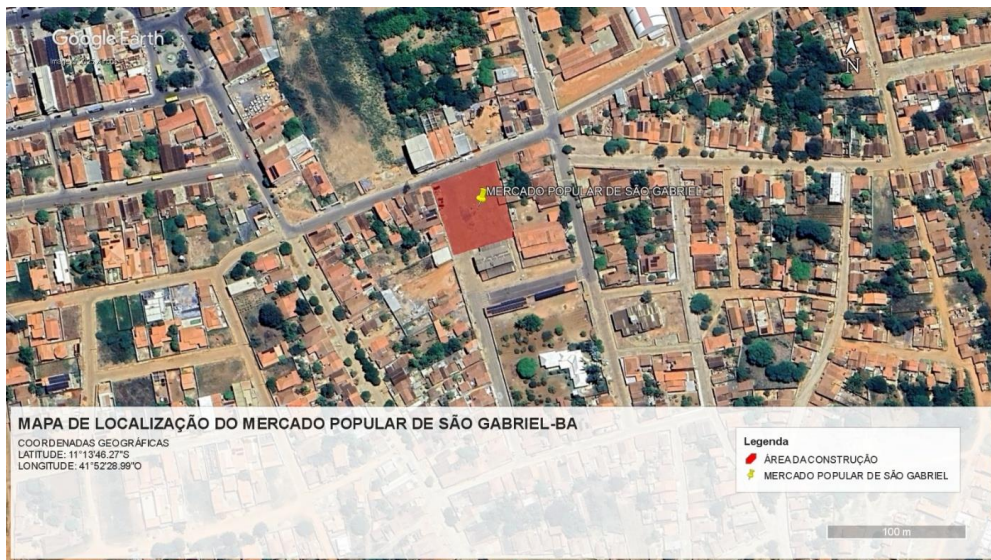 Google Earth
N
MERCADO POPULAR DE SÃO GABRIEL
MAPA DE LOCALIZAÇÃO DO MERCADO POPULAR DE SÃO GABRIEL-BA
COORDENADAS GEOGRÁFICAS
LATITUDE: 11°13'46.27"S
LONGITUDE: 41°52'28.99"O
Legenda
ÁREA DA CONSTRUÇÃO
MERCADO POPULAR DE SÃO GABRIEL
100 m